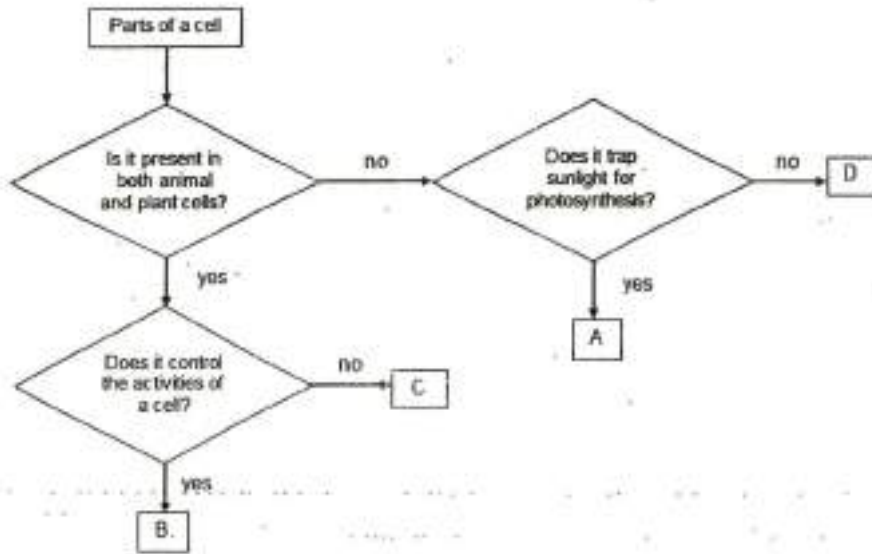 Parts of a cell
Is it present in
both animal
and plant cells?
no
Does it trap
sunlight for
photosynthesis?
no
D
yes
yes
A
Does it control
the activities of
a cell?
no
C
yes
B.